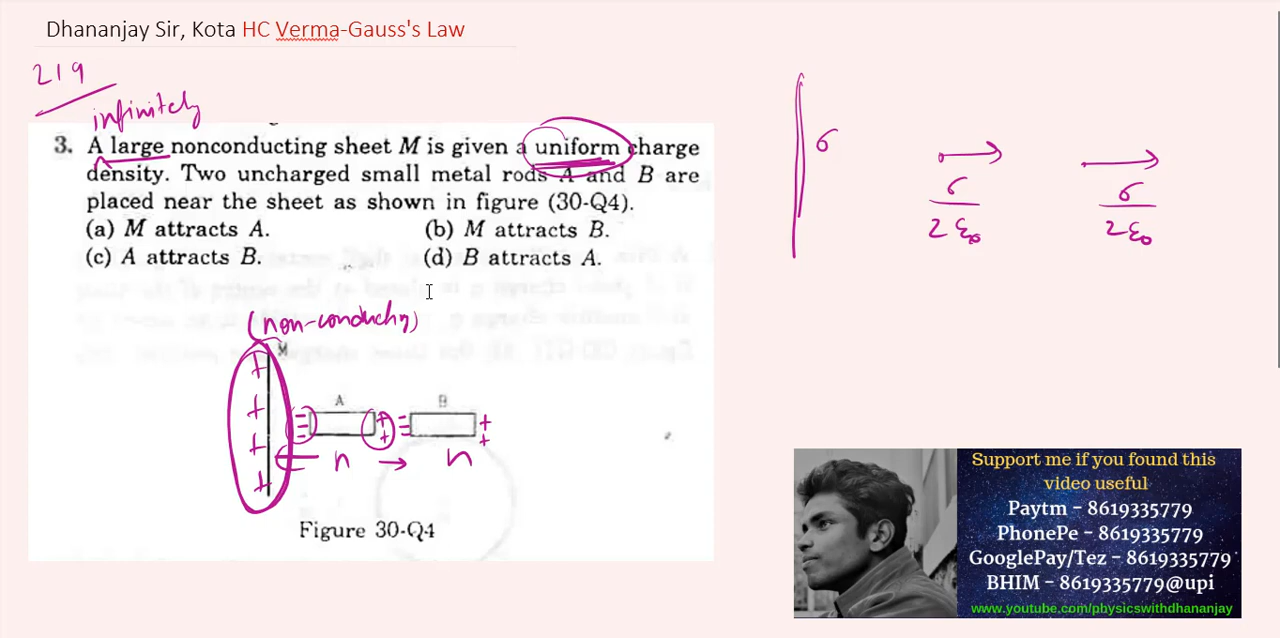 Dhananjay Sir, Kota HC Verma-Gauss's Law
219
infinitely
3. A large nonconducting sheet M is given a uniform charge
density. Two uncharged small metal rods A and B are
placed near the sheet as shown in figure (30-Q4).
(a) M attracts A. (b) M attracts B.
(c) A attracts B. (d) B attracts A.
(non-conducting)
M
+
+
+
+
A
B
n
n
Figure 30-Q4
σ
σ
2ε₀
σ
2ε₀
Support me if you found this
video useful
Paytm - 8619335779
PhonePe - 8619335779
GooglePay/Tez - 8619335779
BHIM - 8619335779@upi
www.youtube.com/physicswithdhananjay